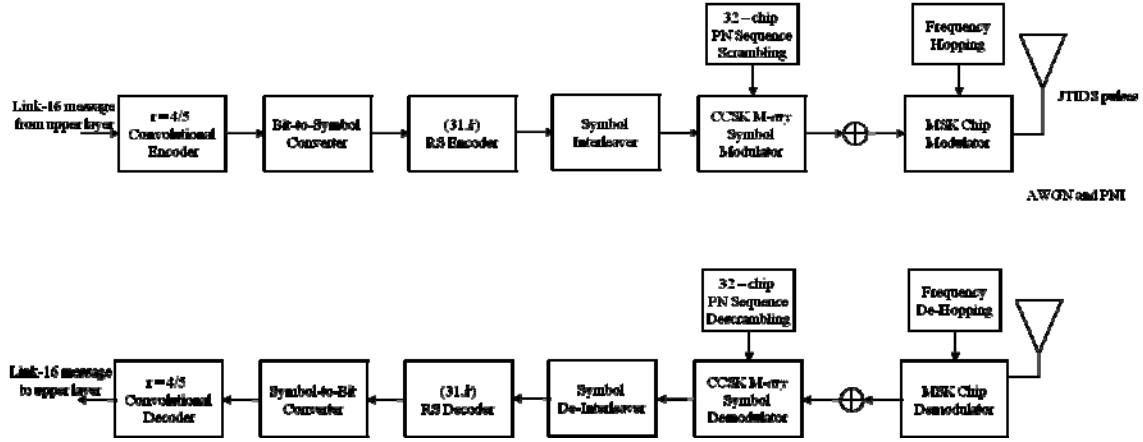 32 – chip
PN Sequence
Scrambling
Frequency
Hopping
Link-16 message
from upper layer
r = 4/5
Convolutional
Encoder
Bit-to-Symbol
Converter
(31,k)
RS Encoder
Symbol
Interleaver
CCSK M-ary
Symbol
Modulator
MSK Chip
Modulator
JTIDS pulses
AWGN and PNI
32 – chip
PN Sequence
Descrambling
Frequency
De-Hopping
Link-16 message
to upper layer
r = 4/5
Convolutional
Decoder
Symbol-to-Bit
Converter
(31,k)
RS Decoder
Symbol
De-Interleaver
CCSK M-ary
Symbol
Demodulator
MSK Chip
Demodulator